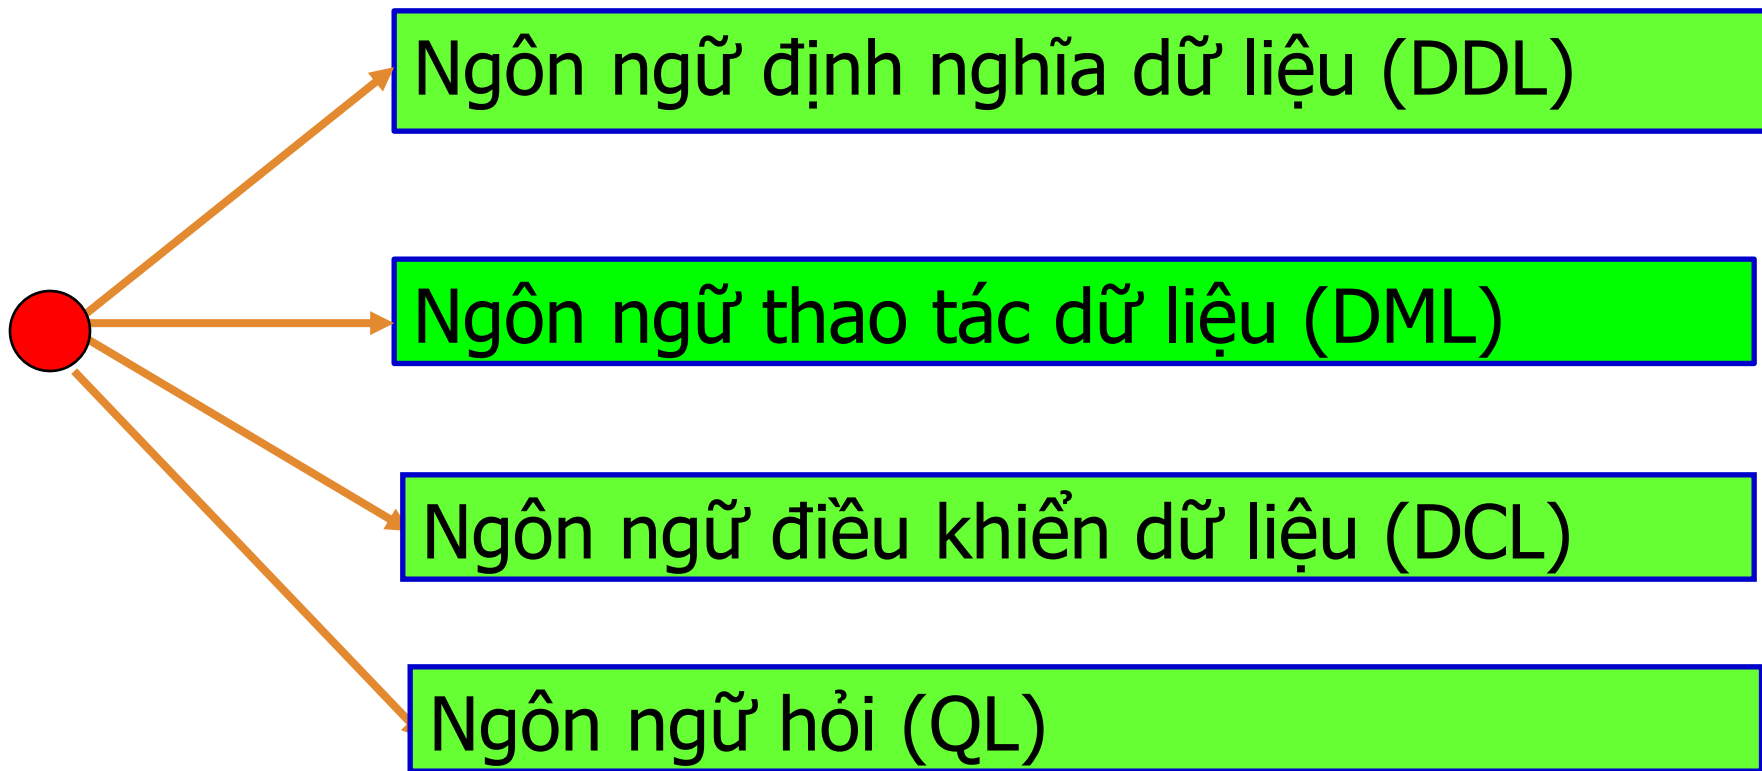 Ngôn ngữ định nghĩa dữ liệu (DDL)
Ngôn ngữ thao tác dữ liệu (DML)
Ngôn ngữ điều khiển dữ liệu (DCL)
Ngôn ngữ hỏi (QL)